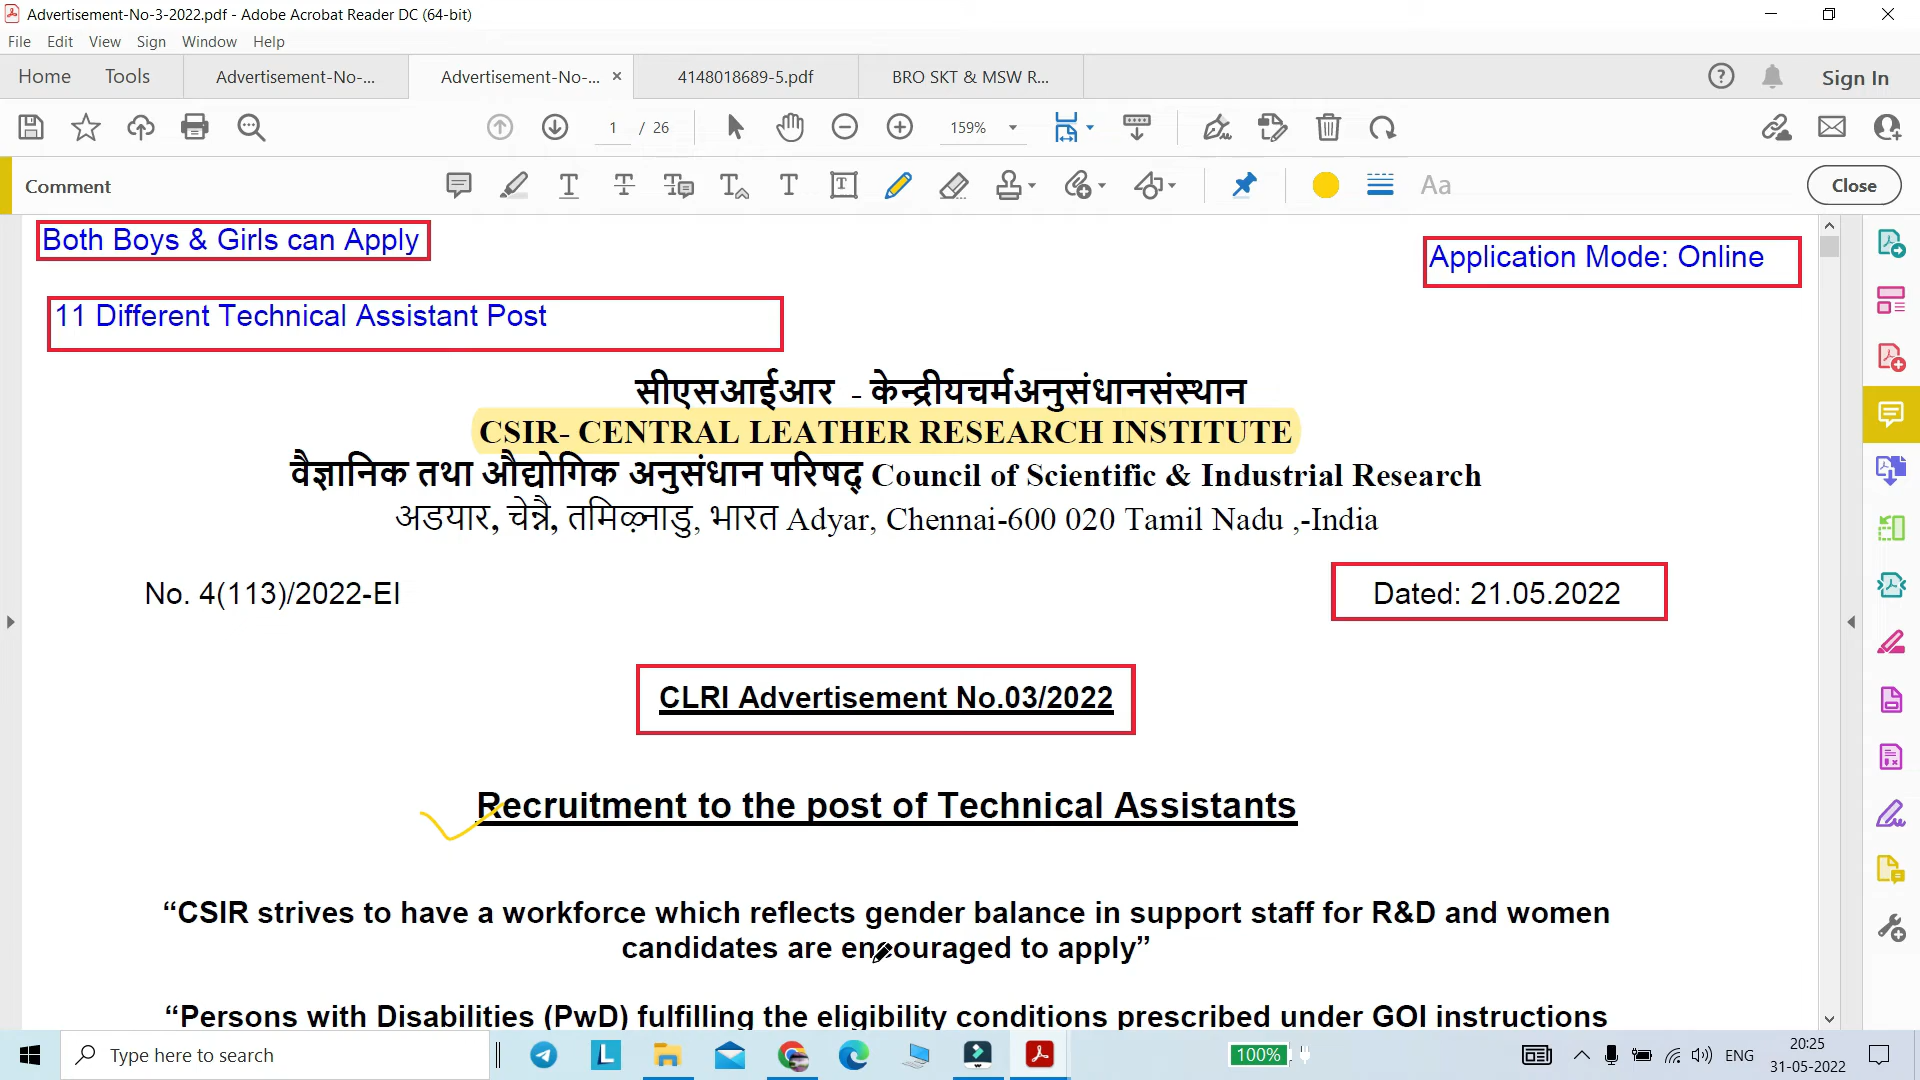 Advertisement-No-3-2022.pdf - Adobe Acrobat Reader DC (64-bit)
File Edit View Sign Window Help
Home Tools Advertisement-No-... Advertisement-No-... × 4148018689-5.pdf BRO SKT & MSW R... Sign In
1 / 26 159%
Comment Aa Close
Both Boys & Girls can Apply
Application Mode: Online
11 Different Technical Assistant Post
सीएसआईआर - केन्द्रीयचर्मअनुसंधानसंस्थान
CSIR- CENTRAL LEATHER RESEARCH INSTITUTE
वैज्ञानिक तथा औद्योगिक अनुसंधान परिषद् Council of Scientific & Industrial Research
अडयार, चेन्नै, तमिऴ्नाडु, भारत Adyar, Chennai-600 020 Tamil Nadu ,-India
No. 4(113)/2022-EI Dated: 21.05.2022
CLRI Advertisement No.03/2022
Recruitment to the post of Technical Assistants
“CSIR strives to have a workforce which reflects gender balance in support staff for R&D and women
candidates are encouraged to apply”
“Persons with Disabilities (PwD) fulfilling the eligibility conditions prescribed under GOI instructions
Type here to search
100%
ENG
20:25
31-05-2022